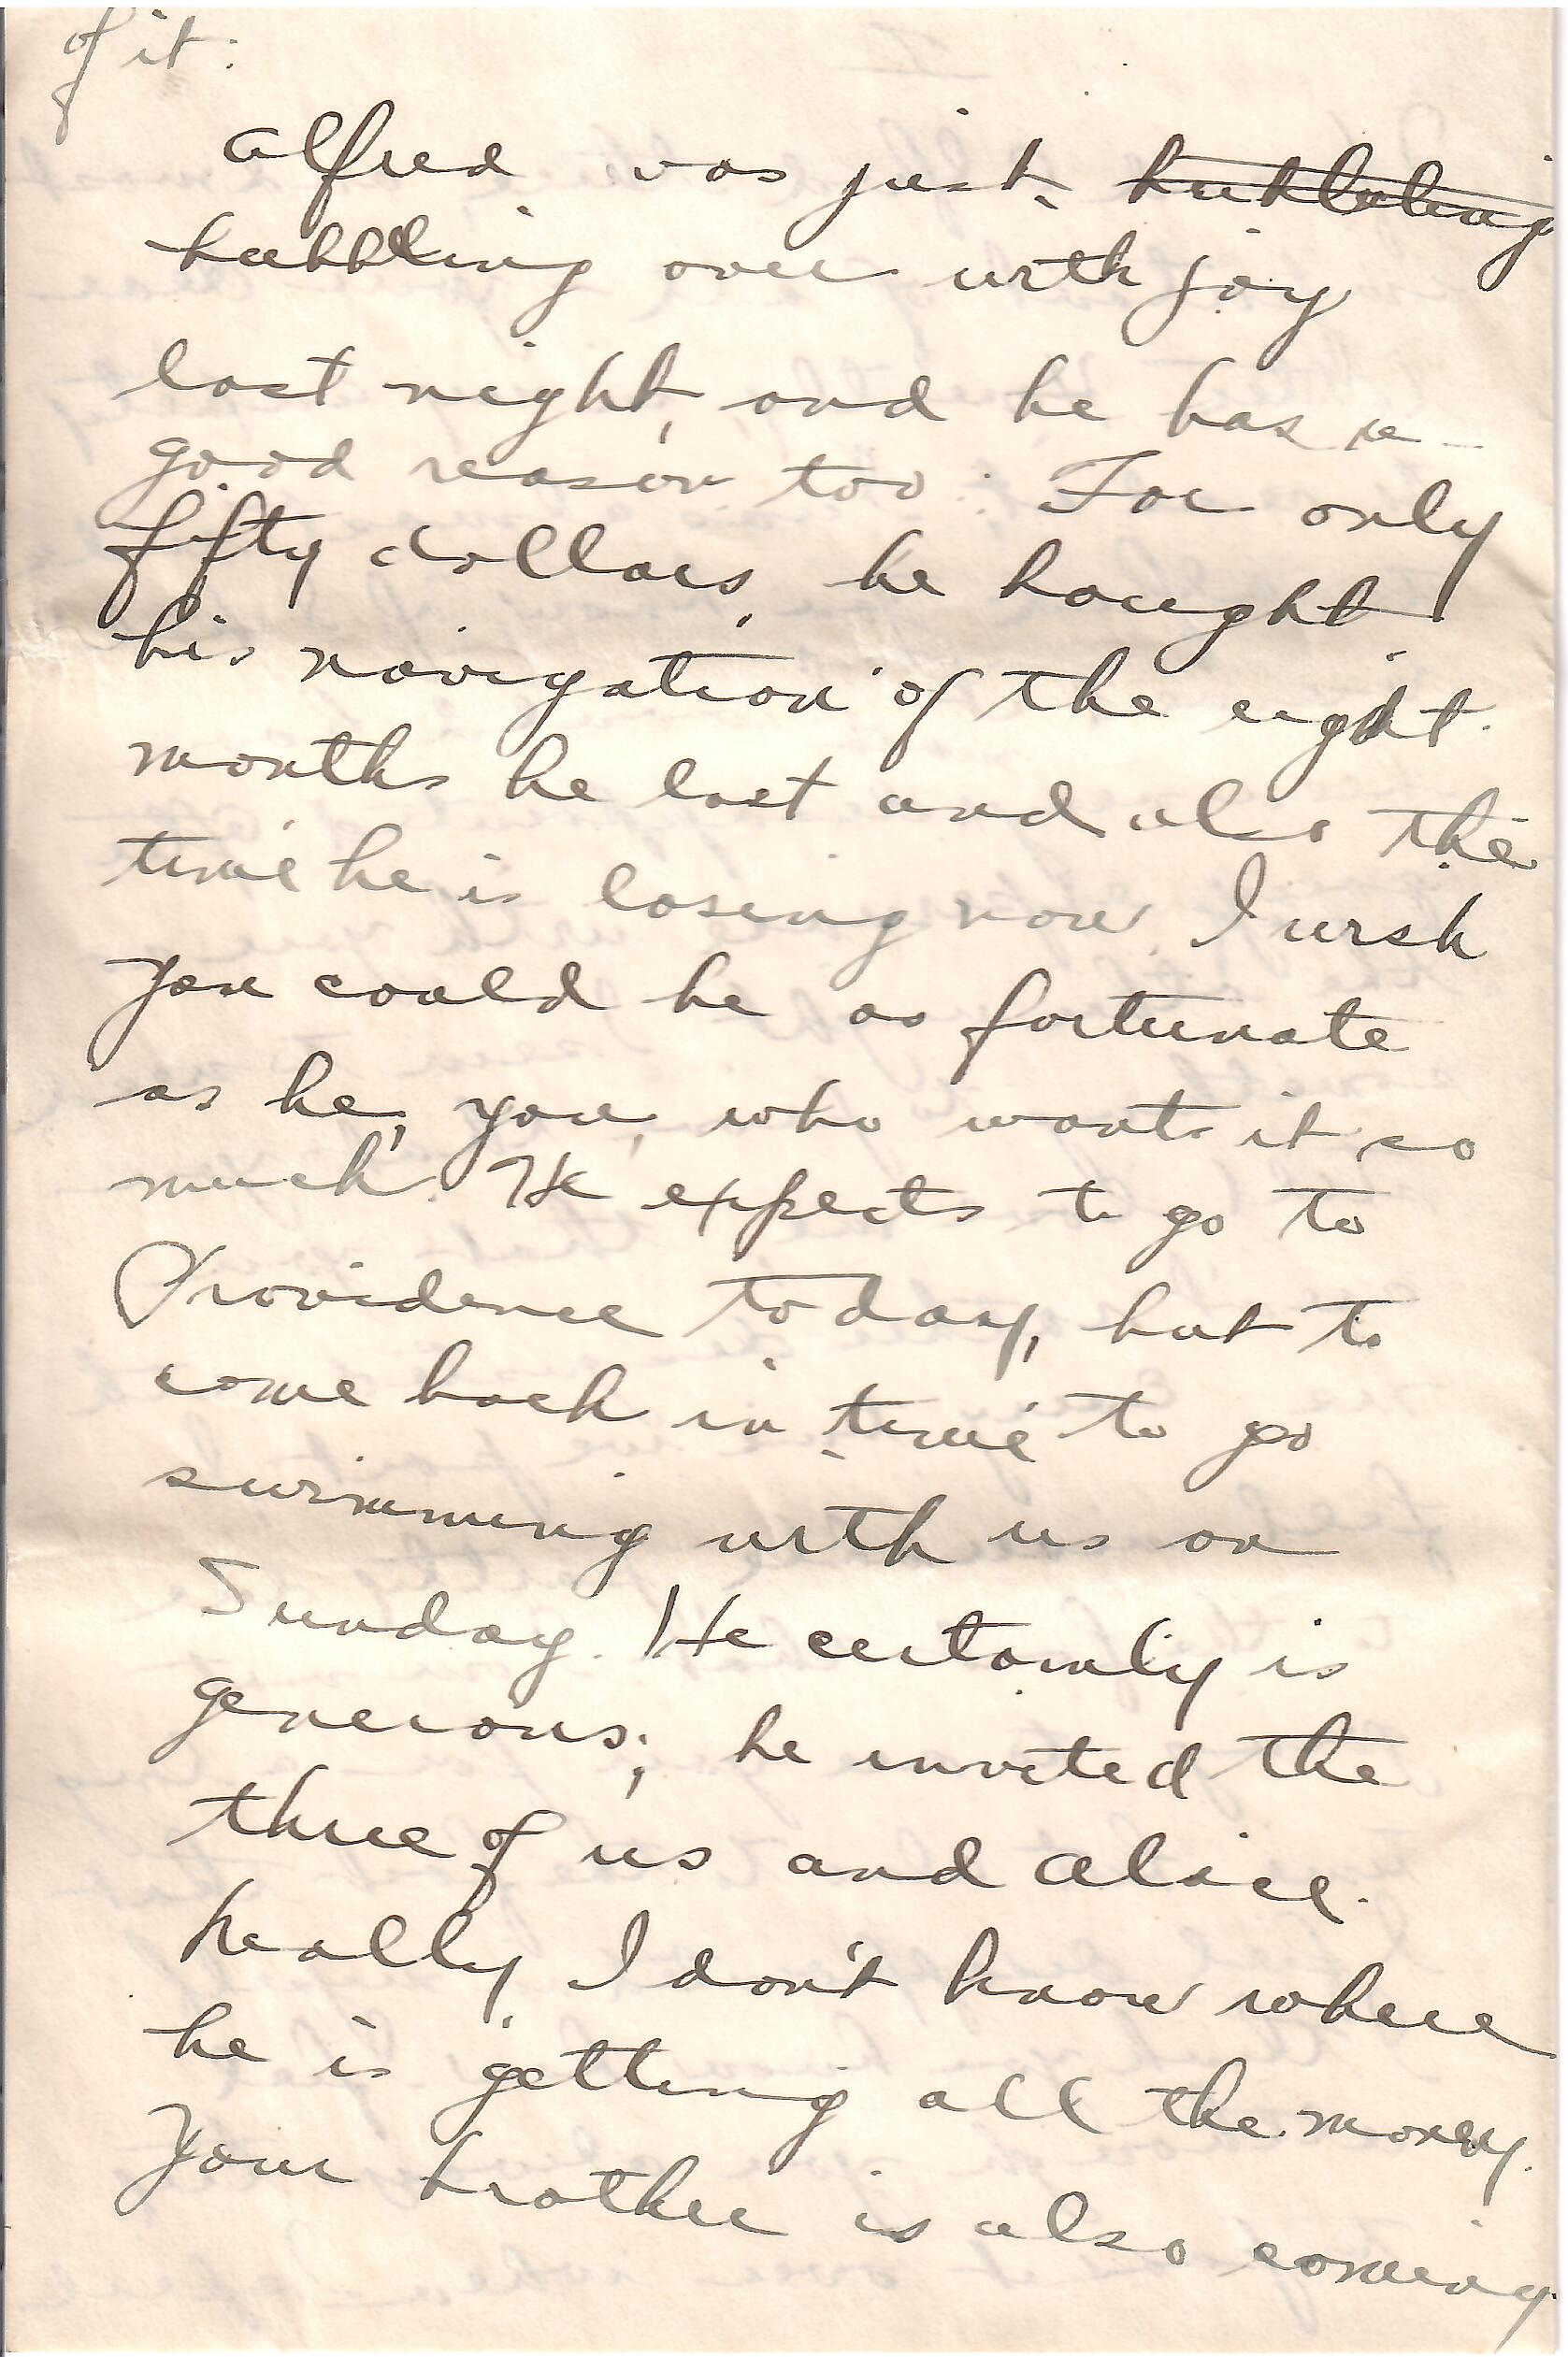 of it:
Alfred was just bubbleling
bubbling over with joy
last night, and he has a
good reason too. For only
fifty dollars, he bought
his navigation of the eight
months he lost and also the
time he is losing now. I wish
you could be as fortunate
as he, you, who wants it so
much. He expects to go to
Providence today, but to
come back in time to go
swimming with us on
Sunday. He certainly is
generous; he invited the
three of us and Alice.
Really, I don't know where
he is getting all the money.
Your brother is also coming.